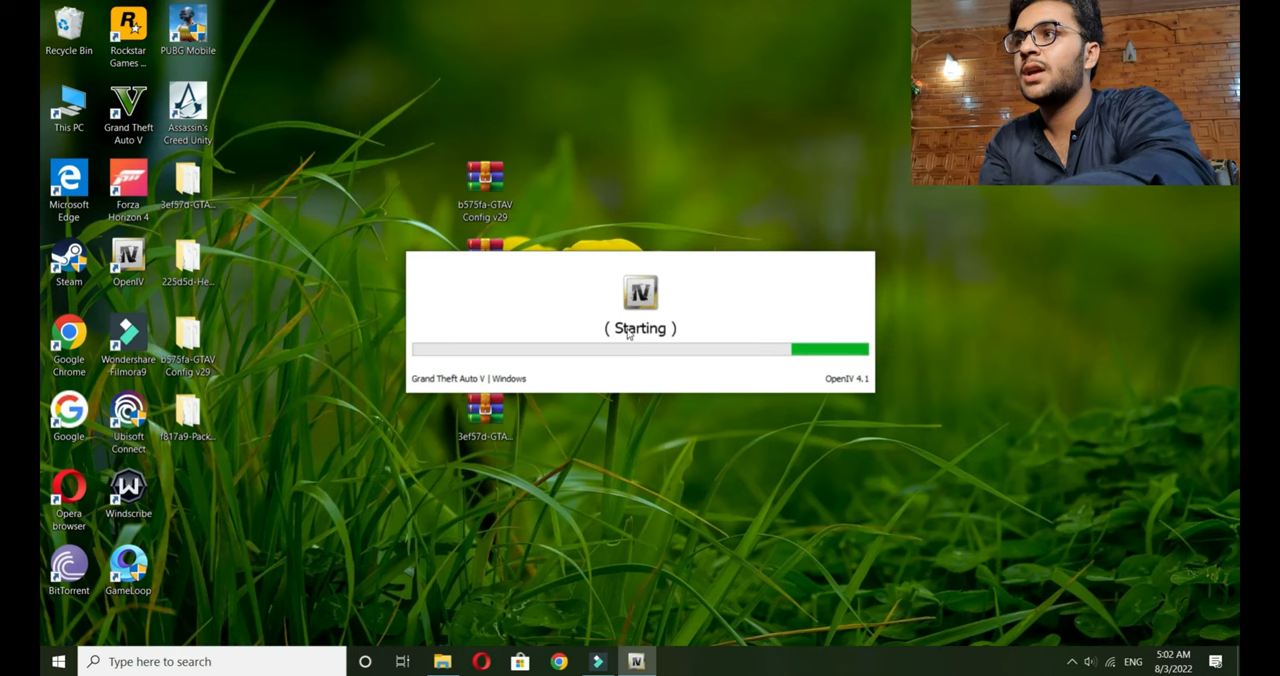 Recycle Bin
Rockstar
Games ...
PUBG Mobile
This PC
Grand Theft
Auto V
Assassin's
Creed Unity
Microsoft
Edge
Forza
Horizon 4
3ef57d-GTA...
b575fa-GTAV
Config v29
Steam
OpenIV
225d5d-He...
( Starting )
Grand Theft Auto V | Windows
OpenIV 4.1
Google
Chrome
Wondershare
Filmora9
b575fa-GTAV
Config v29
Google
Ubisoft
Connect
f817a9-Pack...
3ef57d-GTA...
Opera
browser
Windscribe
BitTorrent
GameLoop
Type here to search
ENG
5:02 AM
8/3/2022